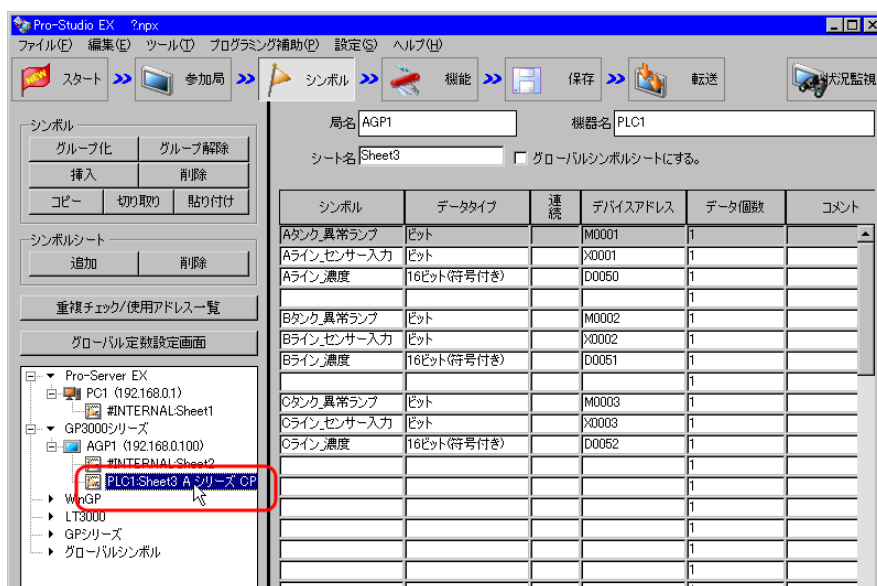 Pro-Studio EX ?.npx
ファイル(F) 編集(E) ツール(T) プログラミング補助(P) 設定(S) ヘルプ(H)
NEW スタート 参加局 シンボル 機能 保存 転送 状況監視
シンボル
グループ化 グループ解除
挿入 削除
コピー 切り取り 貼り付け
シンボルシート
追加 削除
重複チェック/使用アドレス一覧
グローバル定数設定画面
Pro-Server EX
PC1 (192.168.0.1)
#INTERNAL:Sheet1
GP3000シリーズ
AGP1 (192.168.0.100)
#INTERNAL:Sheet2
PLC1:Sheet3 A シリーズ CP
WinGP
LT3000
GPシリーズ
グローバルシンボル
局名 AGP1 機器名 PLC1
シート名 Sheet3 グローバルシンボルシートにする。
シンボル データタイプ 連続 デバイスアドレス データ個数 コメント
Aタンク_異常ランプ ビット M0001 1
Aライン_センサー入力 ビット X0001 1
Aライン_濃度 16ビット(符号付き) D0050 1
1
Bタンク_異常ランプ ビット M0002 1
Bライン_センサー入力 ビット X0002 1
Bライン_濃度 16ビット(符号付き) D0051 1
1
Cタンク_異常ランプ ビット M0003 1
Cライン_センサー入力 ビット X0003 1
Cライン_濃度 16ビット(符号付き) D0052 1
1
1
1
1
1